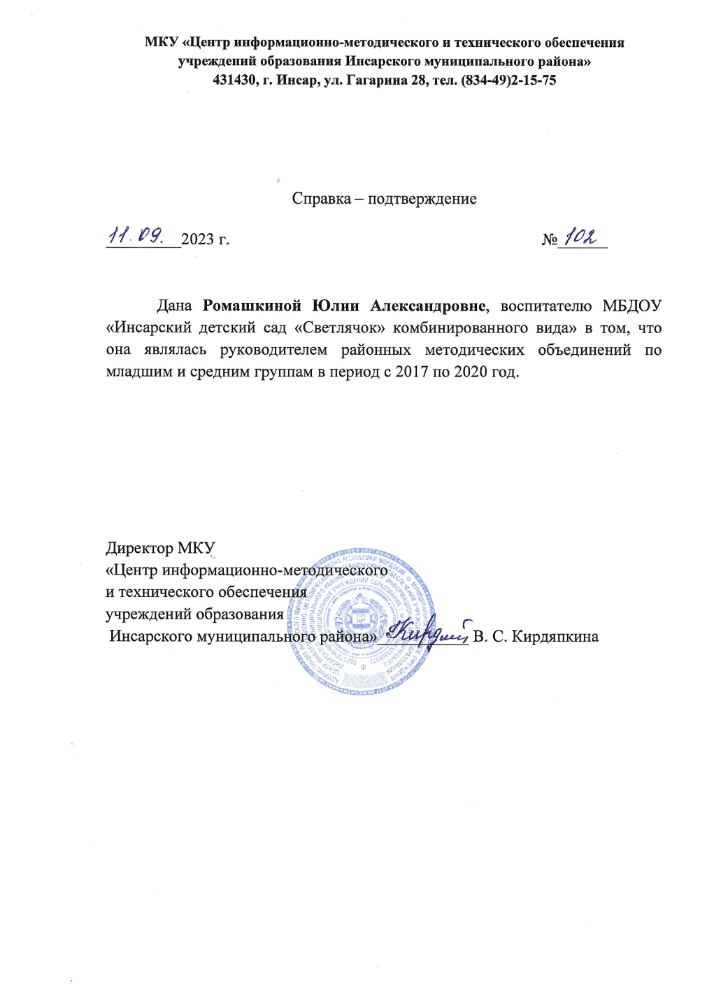 МКУ «Центр информационно-методического и технического обеспечения
учреждений образования Инсарского муниципального района»
431430, г. Инсар, ул. Гагарина 28, тел. (834-49)2-15-75
Справка – подтверждение
11.09. 2023 г. № 102
Дана Ромашкиной Юлии Александровне, воспитателю МБДОУ
«Инсарский детский сад «Светлячок» комбинированного вида» в том, что
она являлась руководителем районных методических объединений по
младшим и средним группам в период с 2017 по 2020 год.
Директор МКУ
«Центр информационно-методического
и технического обеспечения
учреждений образования
Инсарского муниципального района»___________ В. С. Кирдяпкина